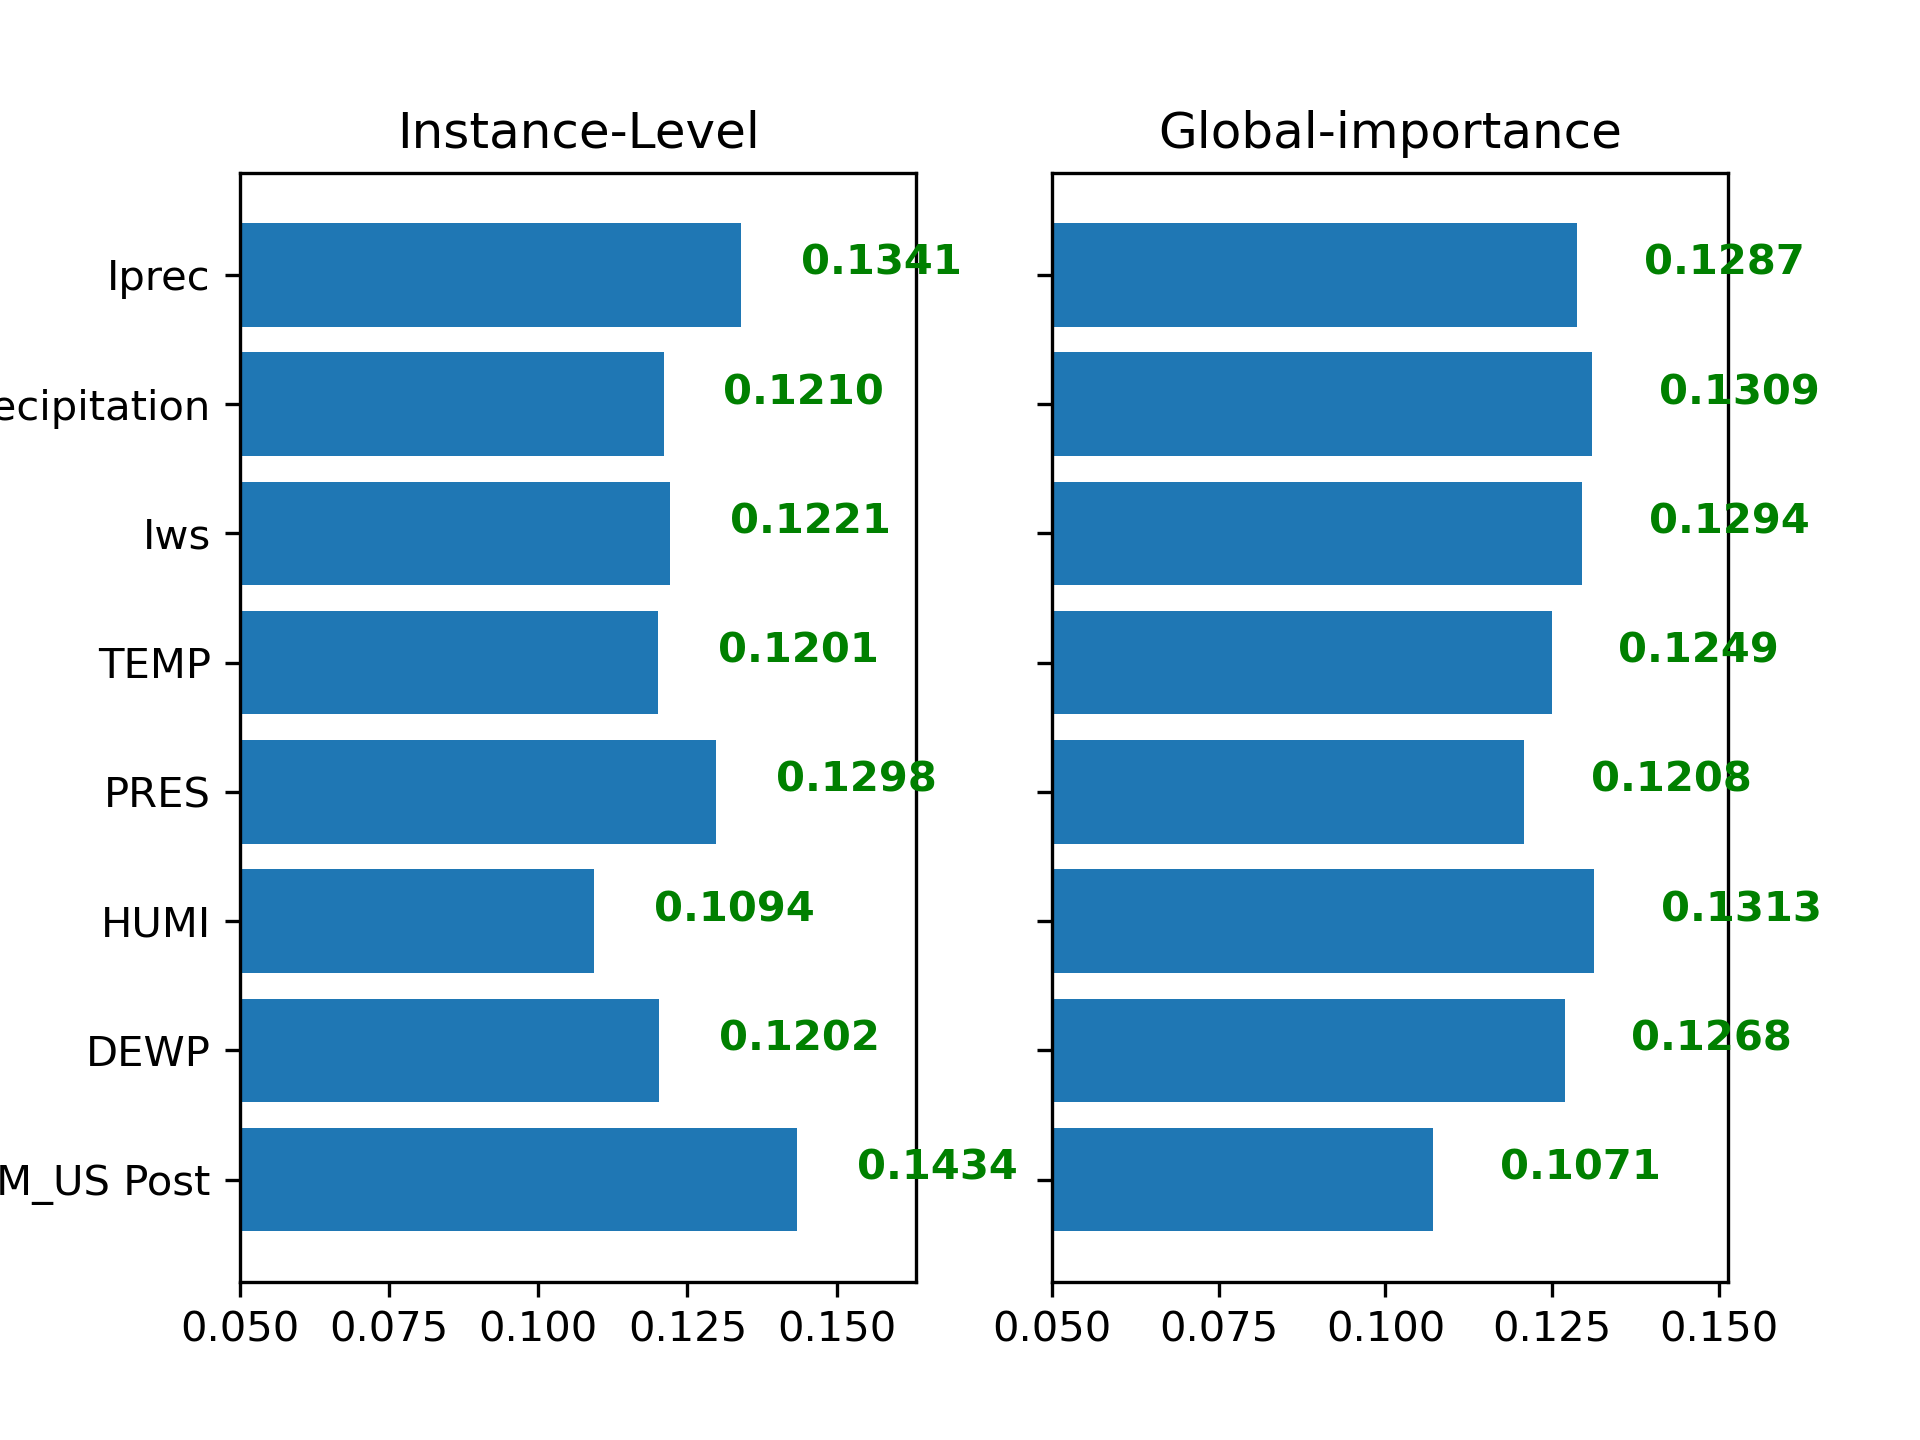 Instance-Level
Iprec
ecipitation
Iws
TEMP
PRES
HUMI
DEWP
M_US Post
0.1341
0.1210
0.1221
0.1201
0.1298
0.1094
0.1202
0.1434
0.050 0.075 0.100 0.125 0.150
Global-importance
0.1287
0.1309
0.1294
0.1249
0.1208
0.1313
0.1268
0.1071
0.050 0.075 0.100 0.125 0.150